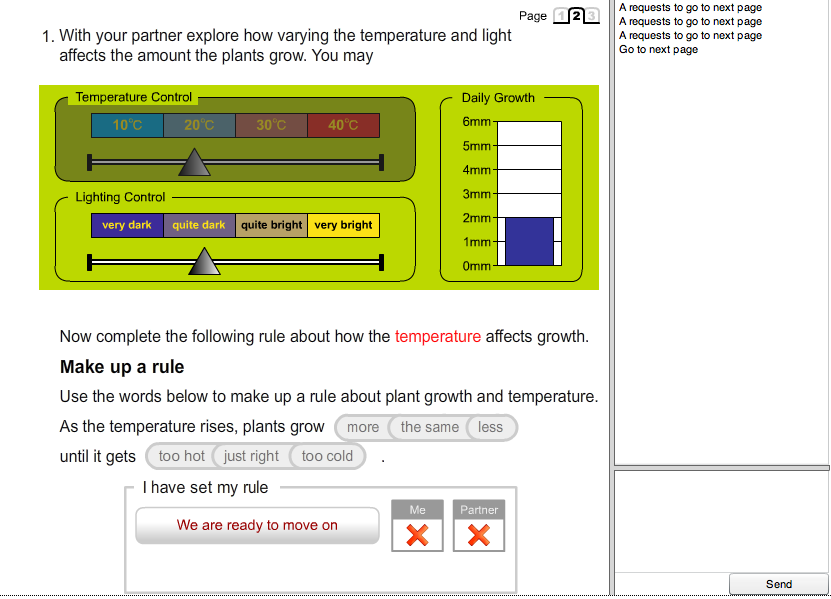 Page 1 2 3
1. With your partner explore how varying the temperature and light
affects the amount the plants grow. You may
Temperature Control
10°C 20°C 30°C 40°C
Lighting Control
very dark quite dark quite bright very bright
Daily Growth
6mm
5mm
4mm
3mm
2mm
1mm
0mm
Now complete the following rule about how the temperature affects growth.
Make up a rule
Use the words below to make up a rule about plant growth and temperature.
As the temperature rises, plants grow more the same less
until it gets too hot just right too cold .
I have set my rule
We are ready to move on
Me Partner
A requests to go to next page
A requests to go to next page
A requests to go to next page
Go to next page
Send